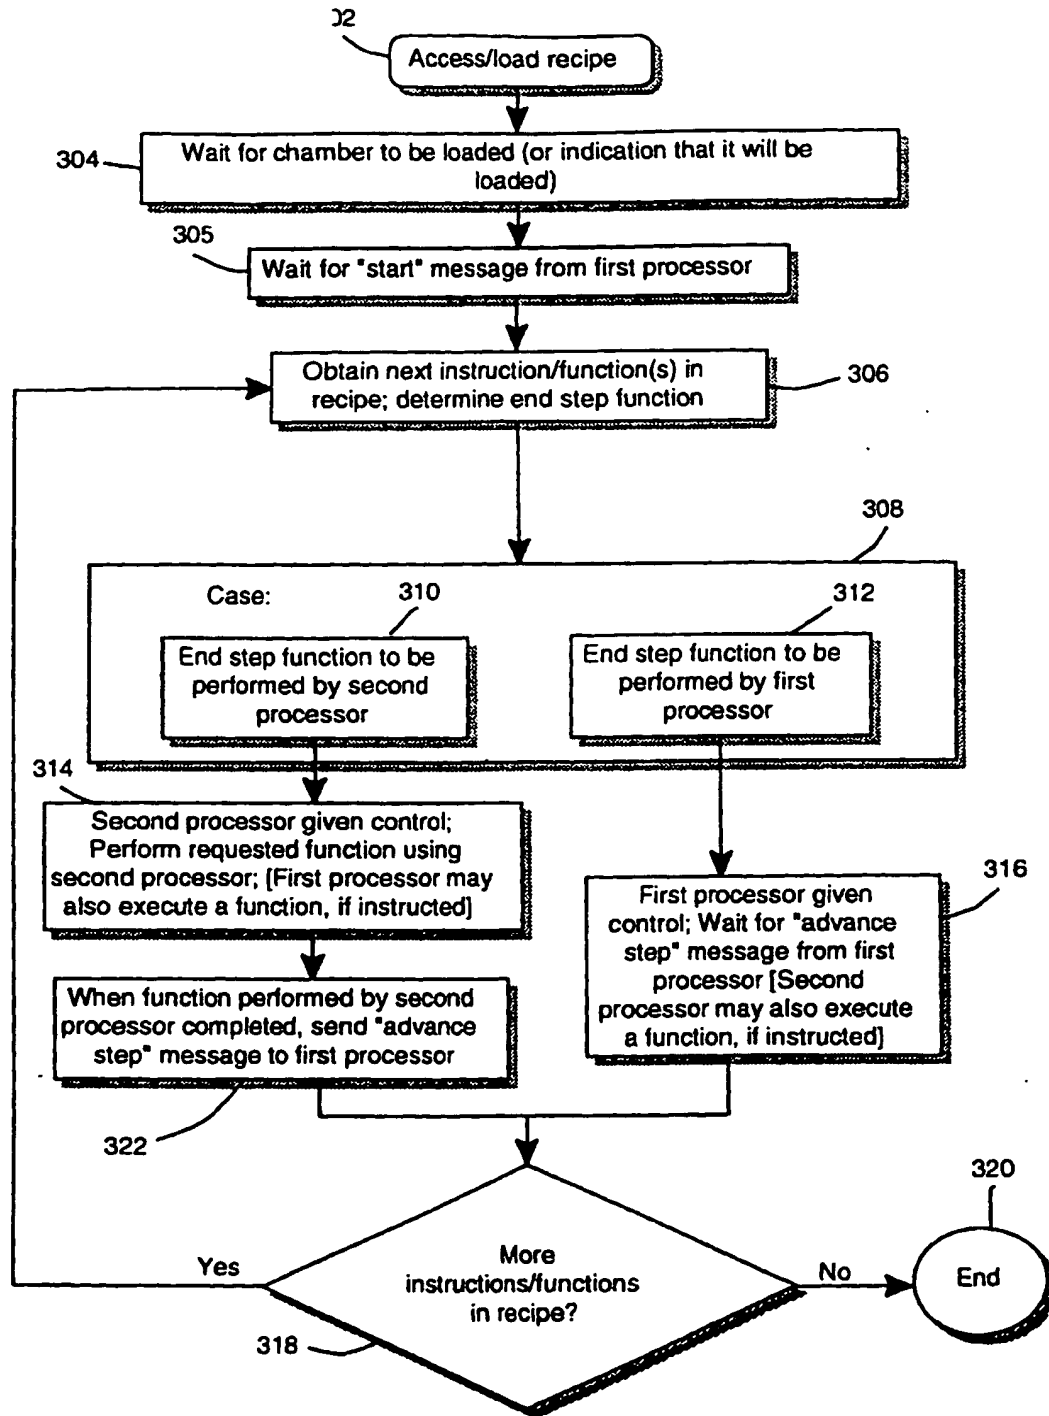 02
Access/load recipe
304
Wait for chamber to be loaded (or indication that it will be
loaded)
305
Wait for "start" message from first processor
Obtain next instruction/function(s) in
recipe; determine end step function
306
308
Case:
310
312
End step function to be
performed by second
processor
End step function to be
performed by first
processor
314
Second processor given control;
Perform requested function using
second processor; [First processor may
also execute a function, if instructed]
316
First processor given
control; Wait for "advance
step" message from first
processor [Second
processor may also execute
a function, if instructed]
When function performed by second
processor completed, send "advance
step" message to first processor
322
320
Yes
More
instructions/functions
in recipe?
No
End
318